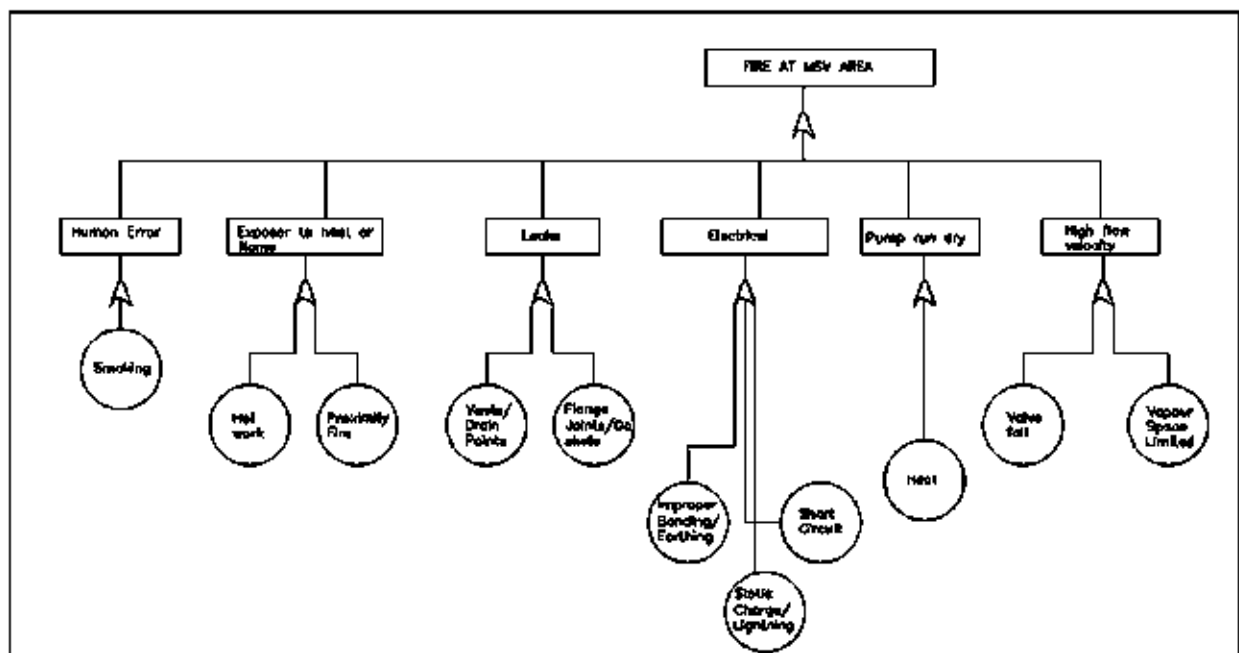 FIRE AT MSV AREA
Human Error
Exposer to heat or
Leaks
Electrical
Pump run dry
High flow
velocity
Smoking
Hot
work
Proximity
Fire
Vents/
Drain
Points
Flange
Joints/Ga
skets
Improper
Bonding/
Earthing
Short
Circuit
Static
Charge/
Lightning
Heat
Valve
fail
Vapour
Space
Limited